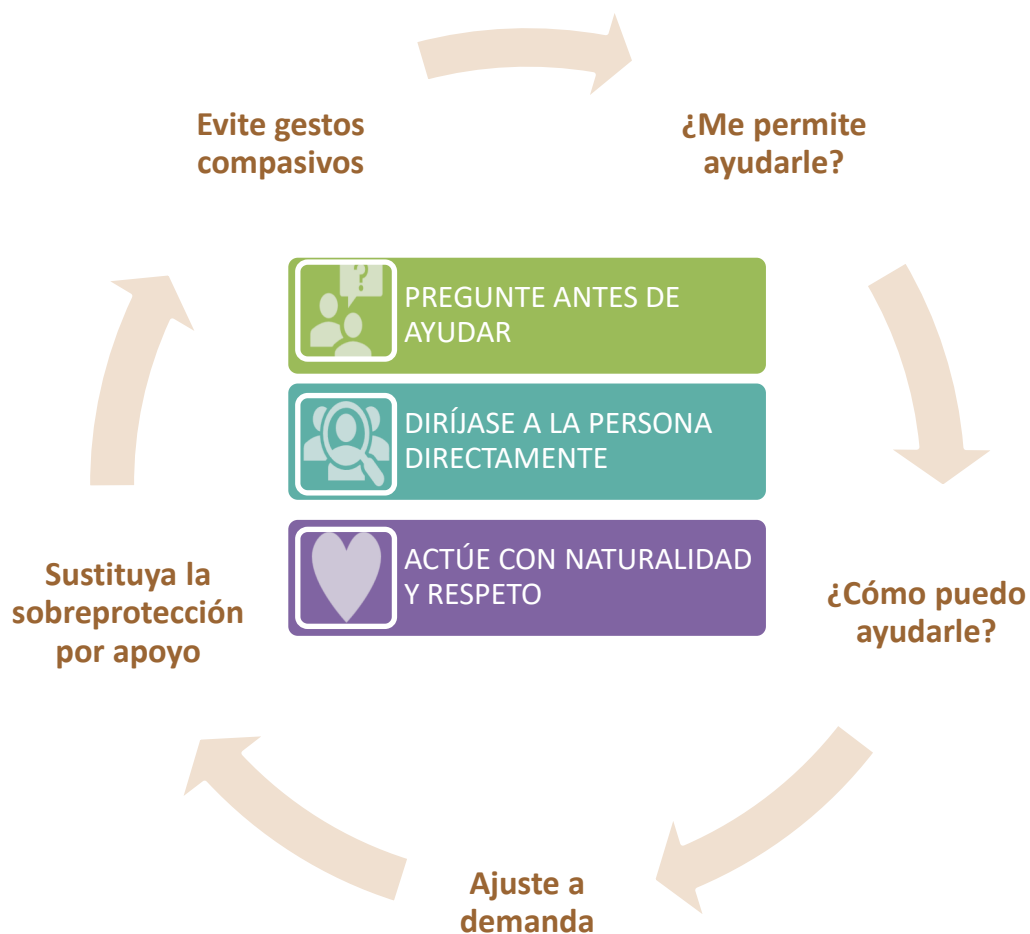 Evite gestos
compasivos
¿Me permite
ayudarle?
PREGUNTE ANTES DE
AYUDAR
?
DIRÍJASE A LA PERSONA
DIRECTAMENTE
ACTÚE CON NATURALIDAD
Y RESPETO
Sustituya la
sobreprotección
por apoyo
¿Cómo puedo
ayudarle?
Ajuste a
demanda